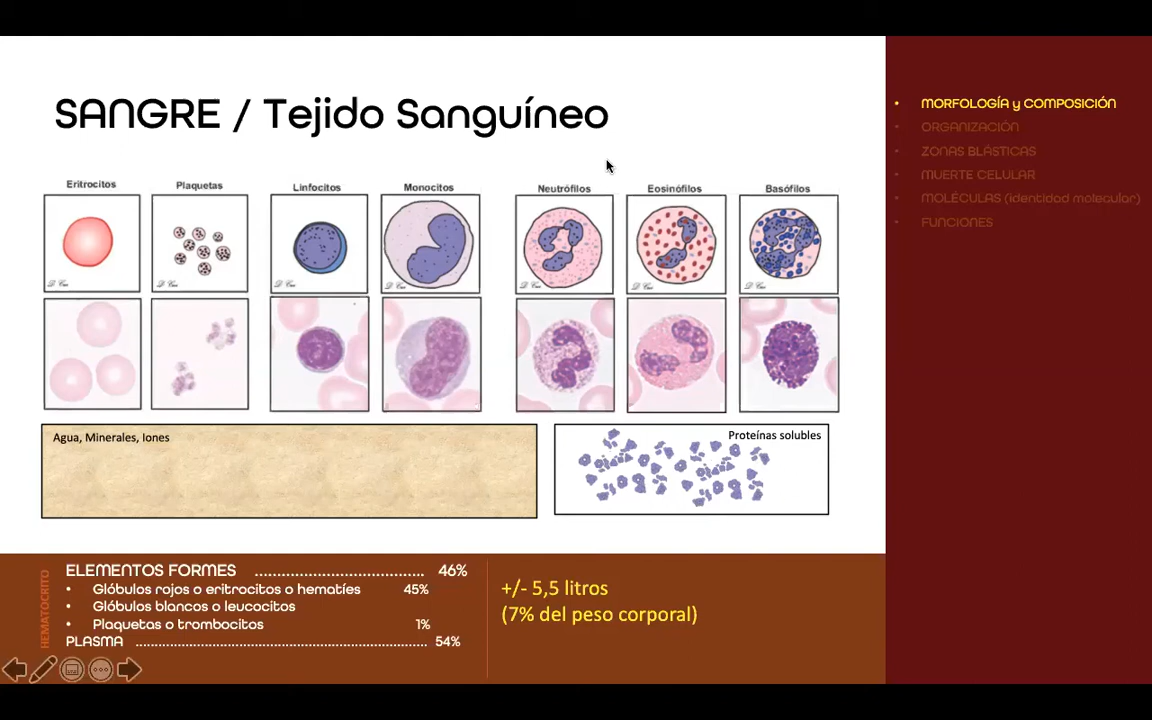 SANGRE / Tejido Sanguíneo
Eritrocitos
Plaquetas
Linfocitos
Monocitos
Neutrófilos
Eosinófilos
Basófilos
Agua, Minerales, Iones
Proteínas solubles
HEMATOCRITO
ELEMENTOS FORMES ........................................ 46%
• Glóbulos rojos o eritrocitos o hematíes 45%
• Glóbulos blancos o leucocitos
• Plaquetas o trombocitos 1%
PLASMA ..................................................................... 54%
+/- 5,5 litros
(7% del peso corporal)
• MORFOLOGÍA y COMPOSICIÓN
• ORGANIZACIÓN
• ZONAS BLÁSTICAS
• MUERTE CELULAR
• MOLÉCULAS (identidad molecular)
• FUNCIONES